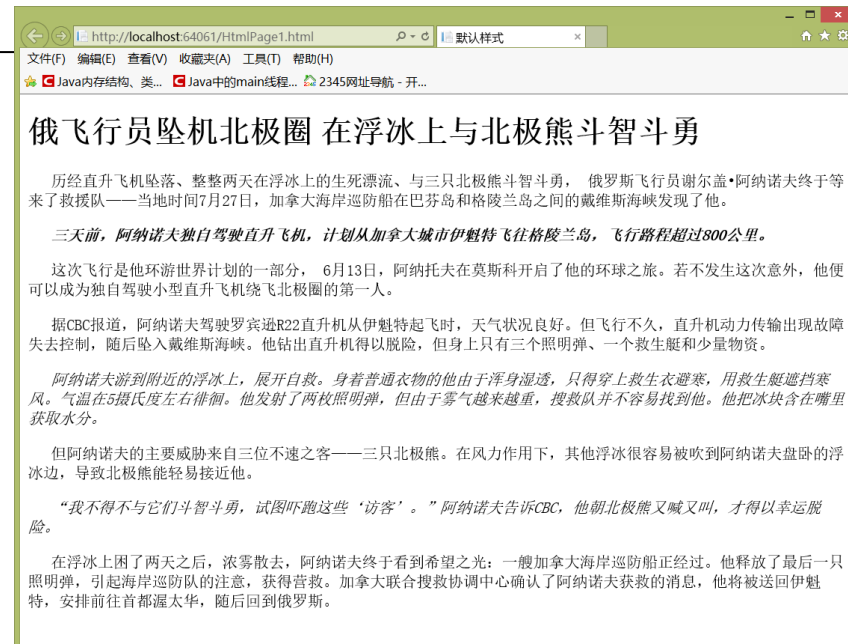 http://localhost:64061/HtmlPage1.html
默认样式
文件(F) 编辑(E) 查看(V) 收藏夹(A) 工具(T) 帮助(H)
Java内存结构、类... Java中的main线程... 2345网址导航 - 开...
俄飞行员坠机北极圈 在浮冰上与北极熊斗智斗勇
历经直升飞机坠落、整整两天在浮冰上的生死漂流、与三只北极熊斗智斗勇， 俄罗斯飞行员谢尔盖•阿纳诺夫终于等
来了救援队——当地时间7月27日，加拿大海岸巡防船在巴芬岛和格陵兰岛之间的戴维斯海峡发现了他。
三天前，阿纳诺夫独自驾驶直升飞机，计划从加拿大城市伊魁特飞往格陵兰岛，飞行路程超过800公里。
这次飞行是他环游世界计划的一部分， 6月13日，阿纳托夫在莫斯科开启了他的环球之旅。若不发生这次意外，他便
可以成为独自驾驶小型直升飞机绕飞北极圈的第一人。
据CBC报道，阿纳诺夫驾驶罗宾逊R22直升机从伊魁特起飞时，天气状况良好。但飞行不久，直升机动力传输出现故障
失去控制，随后坠入戴维斯海峡。他钻出直升机得以脱险，但身上只有三个照明弹、一个救生艇和少量物资。
阿纳诺夫游到附近的浮冰上，展开自救。身着普通衣物的他由于浑身湿透，只得穿上救生衣避寒，用救生艇遮挡寒
风。气温在5摄氏度左右徘徊。他发射了两枚照明弹，但由于雾气越来越重，搜救队并不容易找到他。他把冰块含在嘴里
获取水分。
但阿纳诺夫的主要威胁来自三位不速之客——三只北极熊。在风力作用下，其他浮冰很容易被吹到阿纳诺夫盘卧的浮
冰边，导致北极熊能轻易接近他。
“我不得不与它们斗智斗勇，试图吓跑这些‘访客’。”阿纳诺夫告诉CBC，他朝北极熊又喊又叫，才得以幸运脱
险。
在浮冰上困了两天之后，浓雾散去，阿纳诺夫终于看到希望之光：一艘加拿大海岸巡防船正经过。他释放了最后一只
照明弹，引起海岸巡防队的注意，获得营救。加拿大联合搜救协调中心确认了阿纳诺夫获救的消息，他将被送回伊魁
特，安排前往首都渥太华，随后回到俄罗斯。